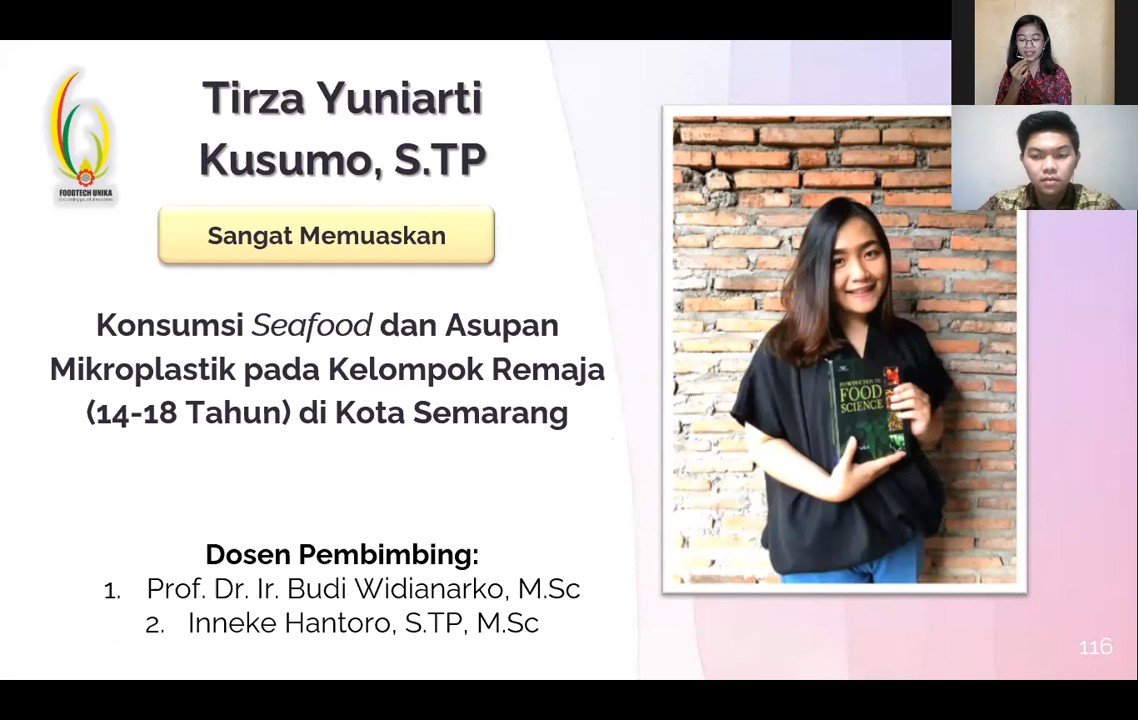 Tirza Yuniarti
Kusumo, S.TP
FOODTECH UNIKA
Sangat Memuaskan
Konsumsi Seafood dan Asupan
Mikroplastik pada Kelompok Remaja
(14-18 Tahun) di Kota Semarang
INTRODUCTION TO
FOOD
SCIENCE
Dosen Pembimbing:
1. Prof. Dr. Ir. Budi Widianarko, M.Sc
2. Inneke Hantoro, S.TP, M.Sc
116